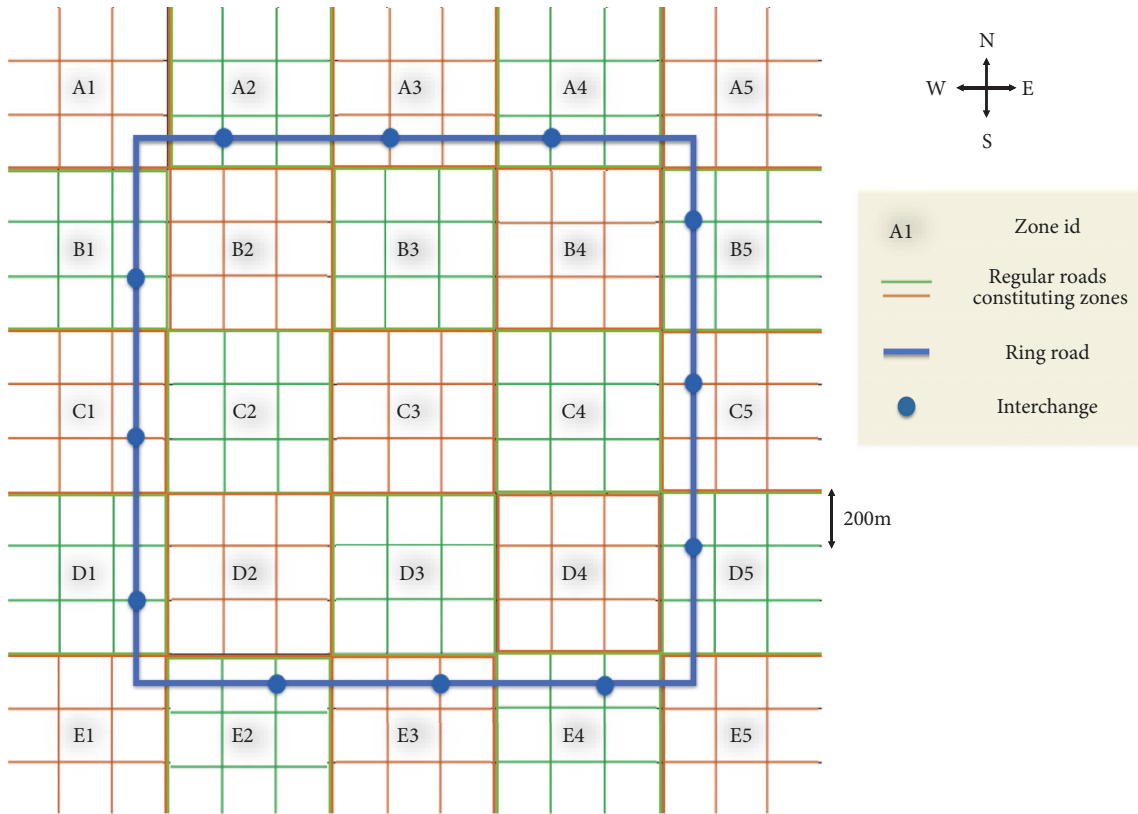 N
W E
S
A1 A2 A3 A4 A5
B1 B2 B3 B4 B5
C1 C2 C3 C4 C5
D1 D2 D3 D4 D5
E1 E2 E3 E4 E5
A1 Zone id
Regular roads
constituting zones
Ring road
Interchange
200m